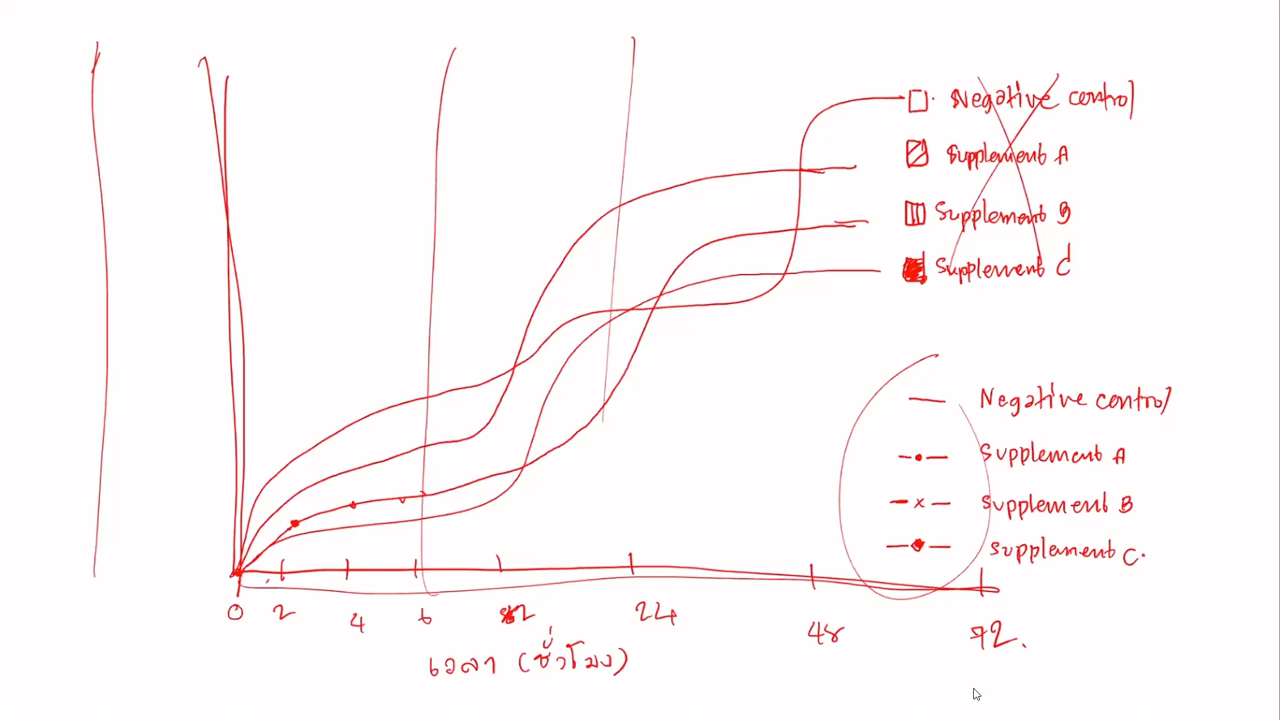 Negative control
Supplement A
Supplement B
Supplement C
Negative control
Supplement A
Supplement B
Supplement C.
0 2 4 6 12 24 48 72.
เวลา (ชั่วโมง)